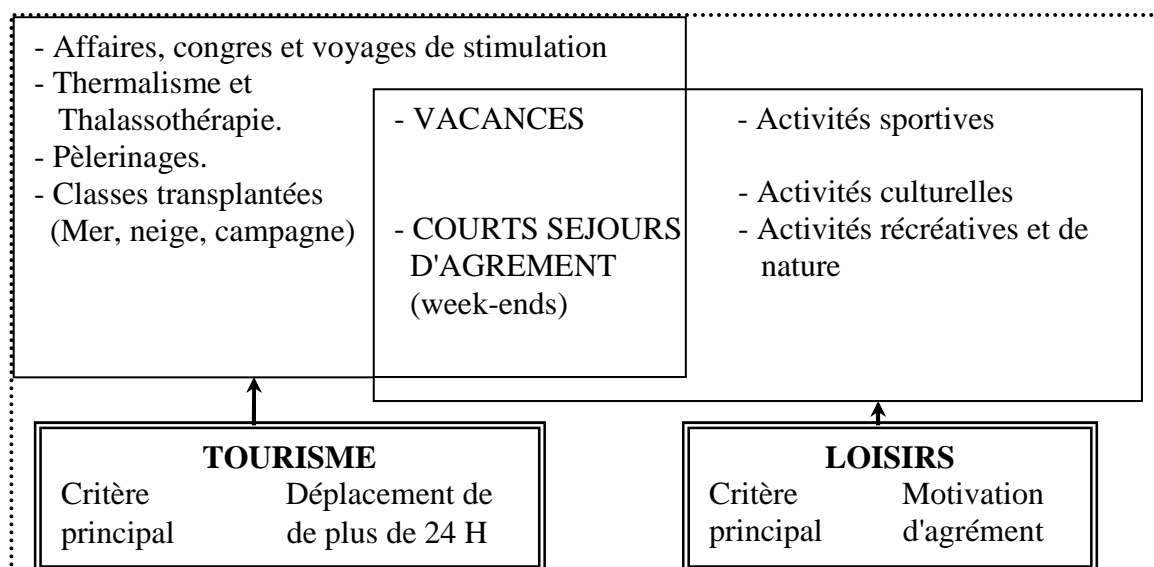 - Affaires, congres et voyages de stimulation
- Thermalisme et
Thalassothérapie.
- Pèlerinages.
- Classes transplantées
(Mer, neige, campagne)
- VACANCES
- COURTS SEJOURS
D'AGREMENT
(week-ends)
- Activités sportives
- Activités culturelles
- Activités récréatives et de
nature
TOURISME
Critère Déplacement de
principal de plus de 24 H
LOISIRS
Critère Motivation
principal d'agrément